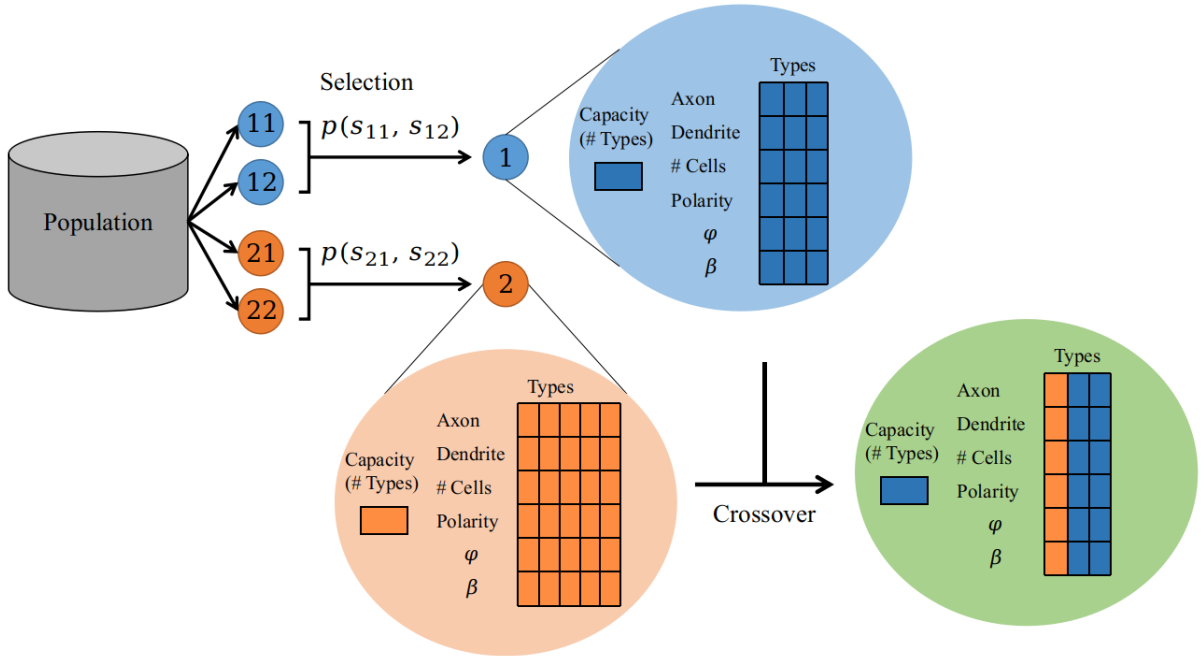 Population
11
12
21
22
Selection
p(s₁₁, s₁₂)
p(s₂₁, s₂₂)
1
2
Types
Capacity
(# Types)
Axon
Dendrite
# Cells
Polarity
φ
β
Types
Capacity
(# Types)
Axon
Dendrite
# Cells
Polarity
φ
β
Crossover
Types
Capacity
(# Types)
Axon
Dendrite
# Cells
Polarity
φ
β